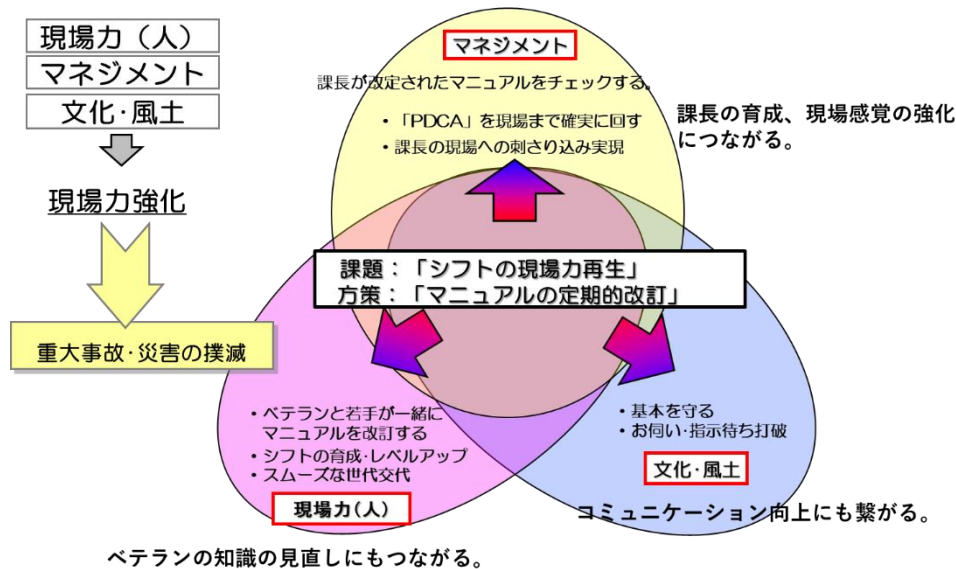 現場力（人）
マネジメント
文化・風土
現場力強化
重大事故・災害の撲滅
マネジメント
課長が改定されたマニュアルをチェックする。
・「PDCA」を現場まで確実に回す
・課長の現場への刺さり込み実現
課長の育成、現場感覚の強化
につながる。
課題：「シフトの現場力再生」
方策：「マニュアルの定期的改訂」
・ベテランと若手が一緒に
マニュアルを改訂する
・シフトの育成・レベルアップ
・スムーズな世代交代
現場力（人）
ベテランの知識の見直しにもつながる。
・基本を守る
・お伺い・指示待ち打破
文化・風土
コミュニケーション向上にも繋がる。